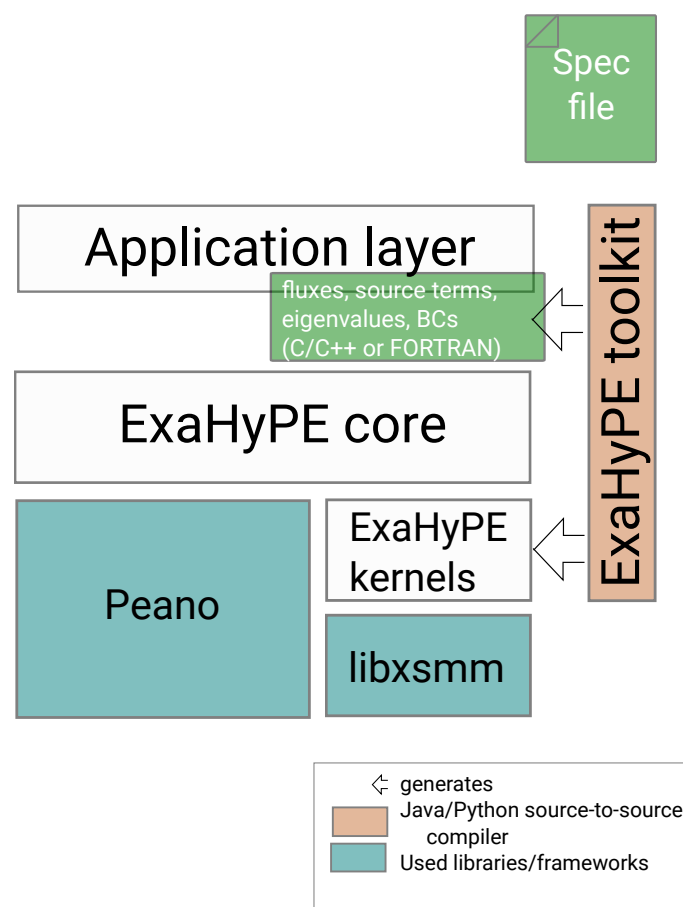 Spec
file
Application layer
fluxes, source terms,
eigenvalues, BCs
(C/C++ or FORTRAN)
ExaHyPE toolkit
ExaHyPE core
Peano
ExaHyPE
kernels
libxsmm
generates
Java/Python source-to-source
compiler
Used libraries/frameworks